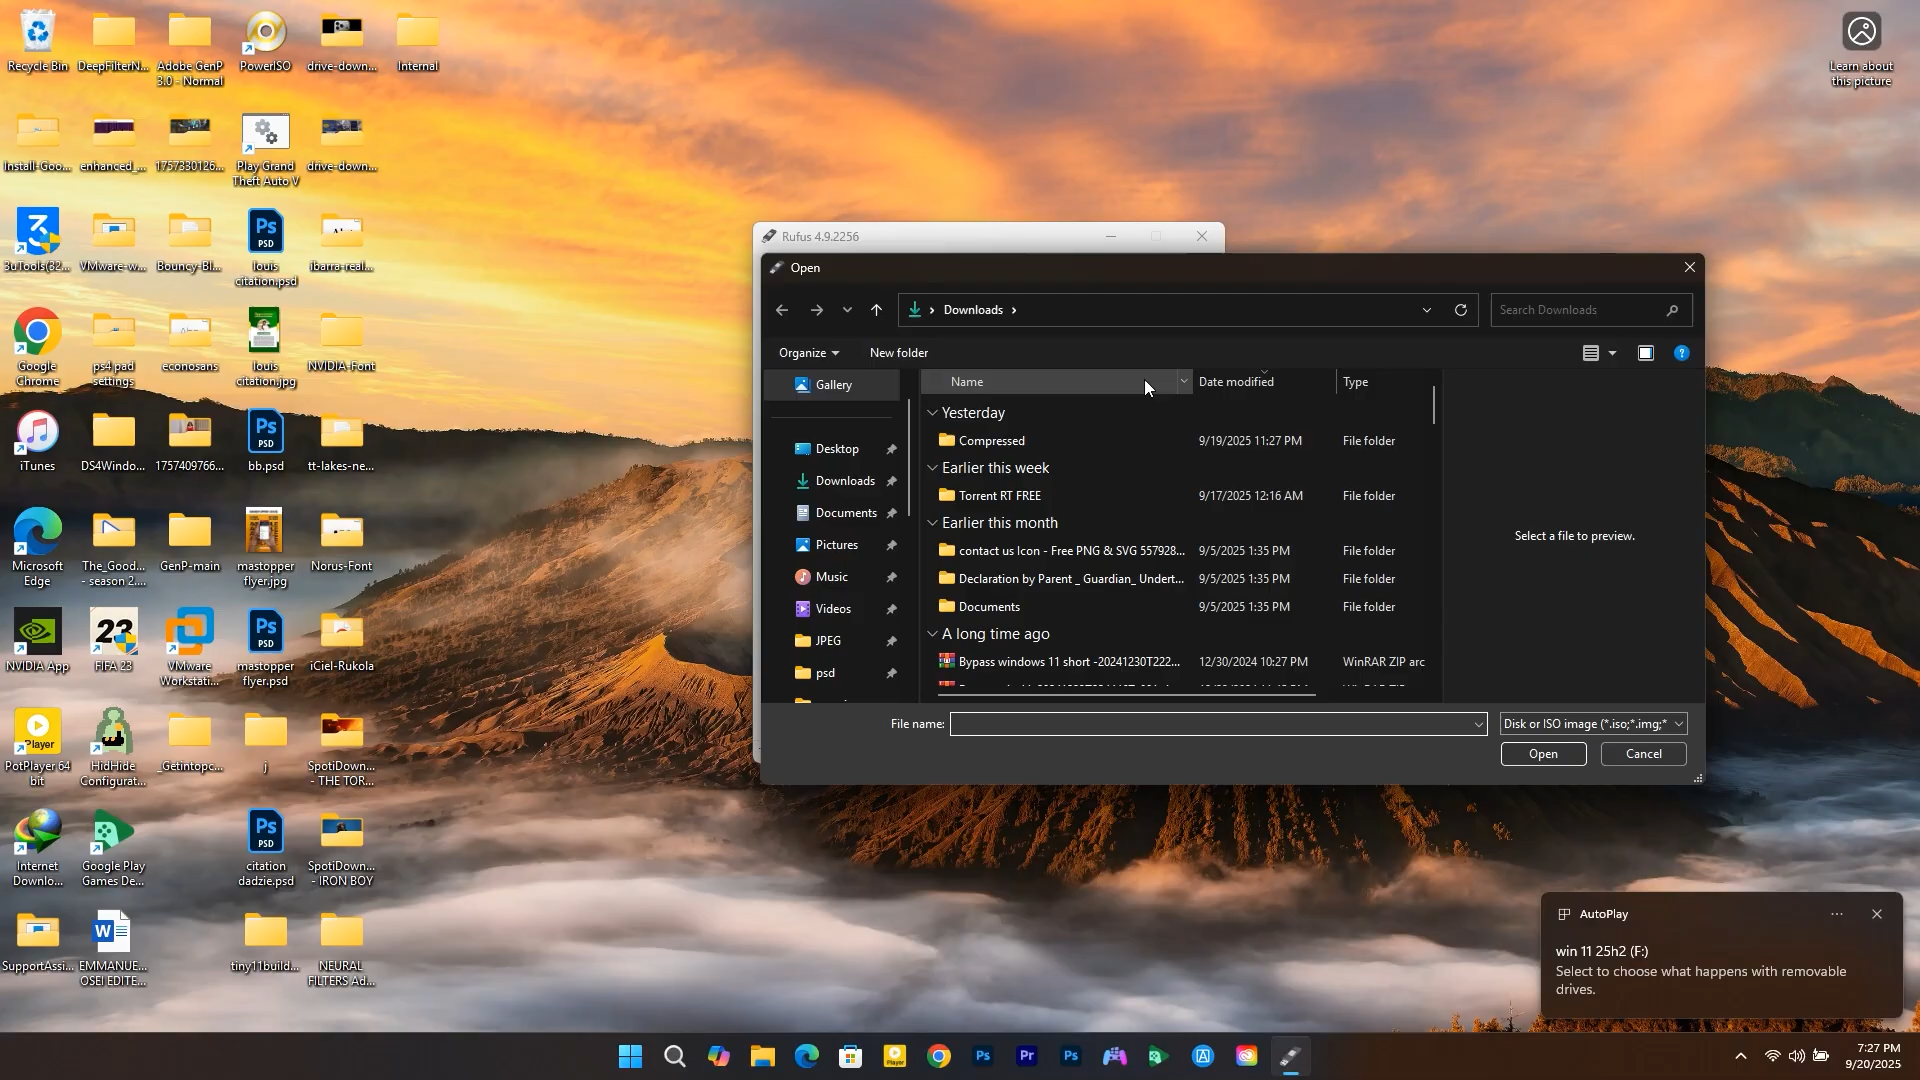 Recycle Bin
DeepFilterN...
Adobe GenP
3.0 - Normal
PowerISO
drive-down...
Internal
Learn about
this picture
Install-Goo...
enhanced_...
1757330126...
Play Grand
Theft Auto V
drive-down...
3uTools(32...
VMware-w...
Bouncy-Bl...
PSD
louis
citation.psd
ibarra-real...
Google
Chrome
ps4 pad
settings
econosans
louis
citation.jpg
NVIDIA-Font
iTunes
DS4Windo...
1757409766...
PSD
bb.psd
tt-lakes-ne...
Microsoft
Edge
The_Good...
- season 2....
GenP-main
mastopper
flyer.jpg
Norus-Font
NVIDIA App
23
FIFA 23
VMware
Workstati...
PSD
mastopper
flyer.psd
iCiel-Rukola
Player
PotPlayer 64
bit
HidHide
Configurat...
_Getintopc...
j
SpotiDown...
- THE TOR...
Internet
Downlo...
Google Play
Games De...
PSD
citation
dadzie.psd
SpotiDown...
- IRON BOY
SupportAssi...
EMMANUE...
OSEI EDITE...
tiny11build...
NEURAL
FILTERS Ad...
Rufus 4.9.2256
Open
Downloads
Search Downloads
Organize
New folder
Gallery
Desktop
Downloads
Documents
Pictures
Music
Videos
JPEG
psd
Name Date modified Type
Yesterday
Compressed 9/19/2025 11:27 PM File folder
Earlier this week
Torrent RT FREE 9/17/2025 12:16 AM File folder
Earlier this month
contact us Icon - Free PNG & SVG 557928... 9/5/2025 1:35 PM File folder
Declaration by Parent _ Guardian_ Undert... 9/5/2025 1:35 PM File folder
Documents 9/5/2025 1:35 PM File folder
A long time ago
Bypass windows 11 short -20241230T222... 12/30/2024 10:27 PM WinRAR ZIP arc
Select a file to preview.
File name:
Disk or ISO image (*.iso;*.img;*
Open
Cancel
AutoPlay
win 11 25h2 (F:)
Select to choose what happens with removable
drives.
7:27 PM
9/20/2025